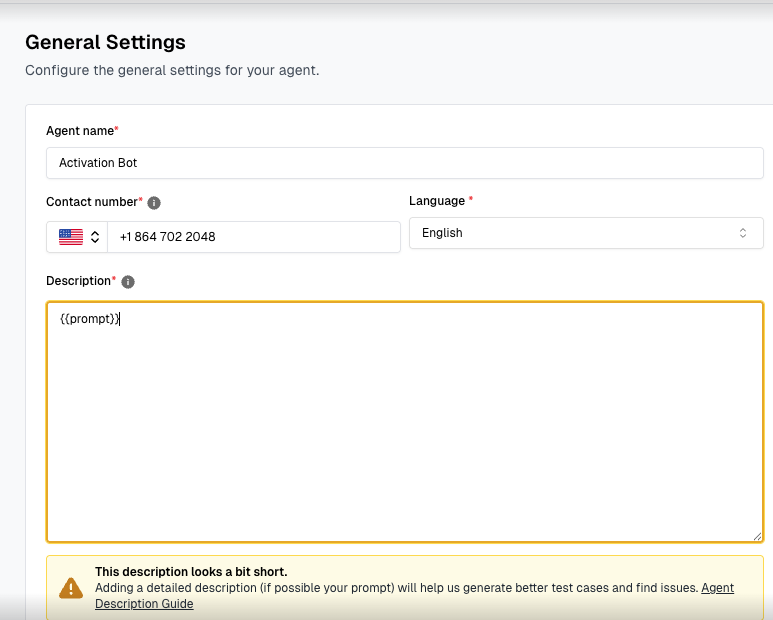 General Settings
Configure the general settings for your agent.
Agent name*
Activation Bot
Contact number*
Language *
+1 864 702 2048
English
Description*
{{prompt}}
This description looks a bit short.
Adding a detailed description (if possible your prompt) will help us generate better test cases and find issues. Agent
Description Guide